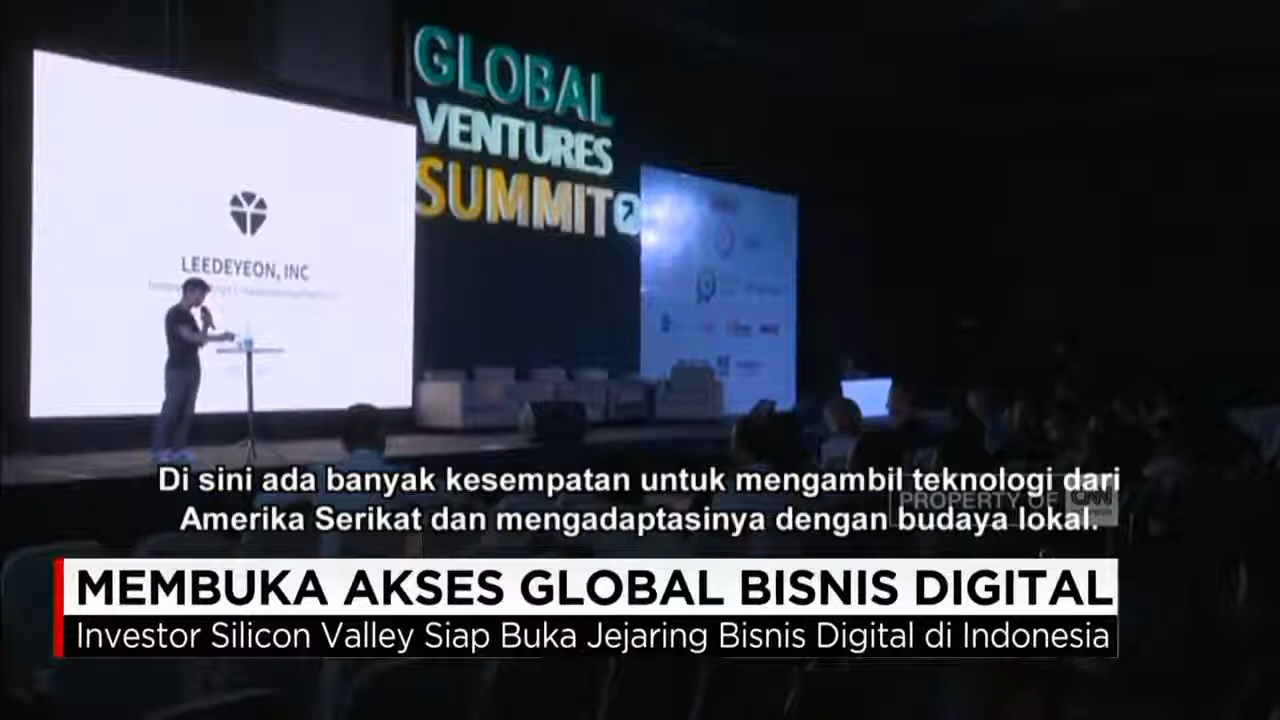 GLOBAL
VENTURES
SUMMIT
LEEDEYEON, INC
Di sini ada banyak kesempatan untuk mengambil teknologi dari
Amerika Serikat dan mengadaptasinya dengan budaya lokal.
PROPERTY OF CNN
MEMBUKA AKSES GLOBAL BISNIS DIGITAL
Investor Silicon Valley Siap Buka Jejaring Bisnis Digital di Indonesia